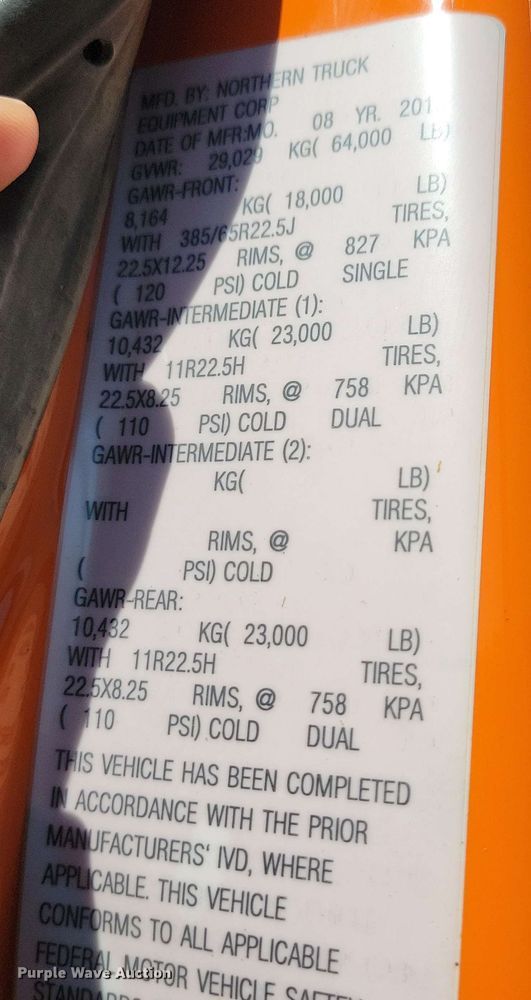 MFD. BY: NORTHERN TRUCK
EQUIPMENT CORP
DATE OF MFR:MO. 08 YR. 201
GVWR: 29,029 KG( 64,000 LB)
GAWR-FRONT:
8,164 KG( 18,000 LB)
WITH 385/65R22.5J TIRES,
22.5X12.25 RIMS, @ 827 KPA
( 120 PSI) COLD SINGLE
GAWR-INTERMEDIATE (1):
10,432 KG( 23,000 LB)
WITH 11R22.5H TIRES,
22.5X8.25 RIMS, @ 758 KPA
( 110 PSI) COLD DUAL
GAWR-INTERMEDIATE (2):
KG( LB)
WITH TIRES,
RIMS, @ KPA
( PSI) COLD
GAWR-REAR:
10,432 KG( 23,000 LB)
WITH 11R22.5H TIRES,
22.5X8.25 RIMS, @ 758 KPA
( 110 PSI) COLD DUAL
THIS VEHICLE HAS BEEN COMPLETED
IN ACCORDANCE WITH THE PRIOR
MANUFACTURERS' IVD, WHERE
APPLICABLE. THIS VEHICLE
CONFORMS TO ALL APPLICABLE
FEDERAL MOTOR VEHICLE SAFETY
Purple Wave Auction